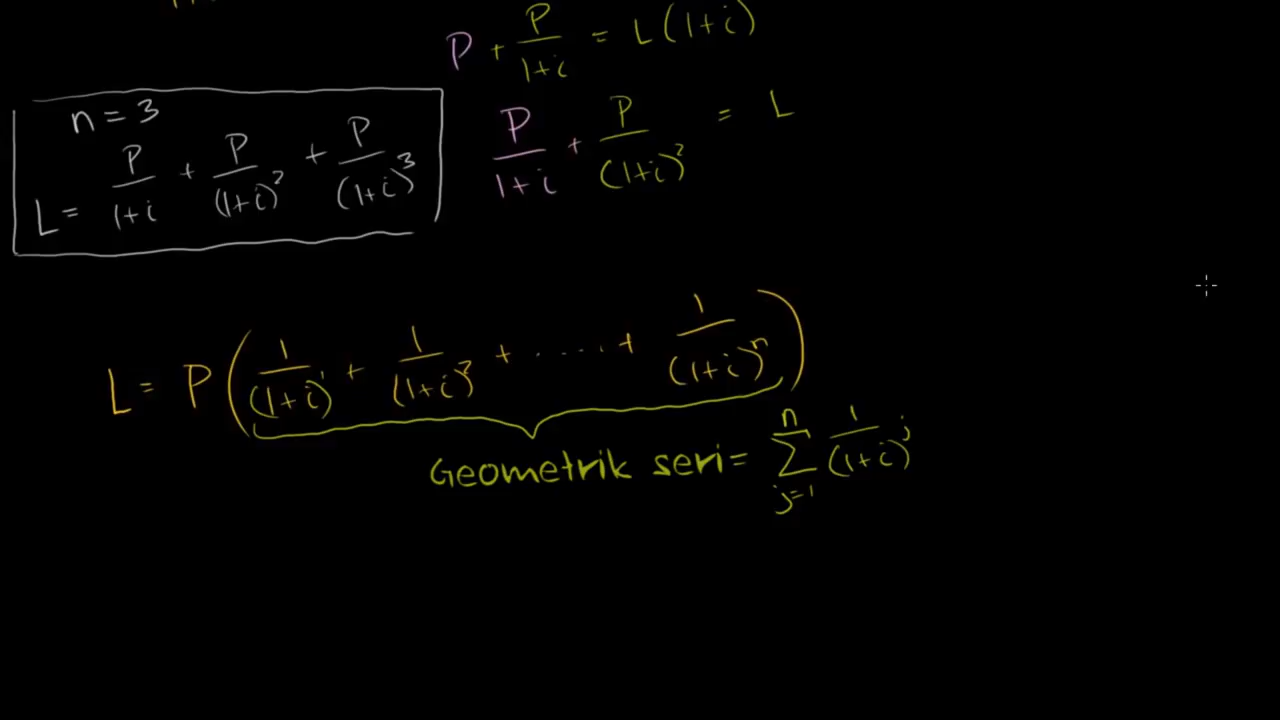 P + P/(1+i) = L(1+i)
P/(1+i) + P/(1+i)² = L
n = 3
L = P/(1+i) + P/(1+i)² + P/(1+i)³
L = P(1/(1+i)¹ + 1/(1+i)² + ..... + 1/(1+i)ⁿ)
Geometrik seri = ∑_{j=1}^{n} 1/(1+i)ʲ